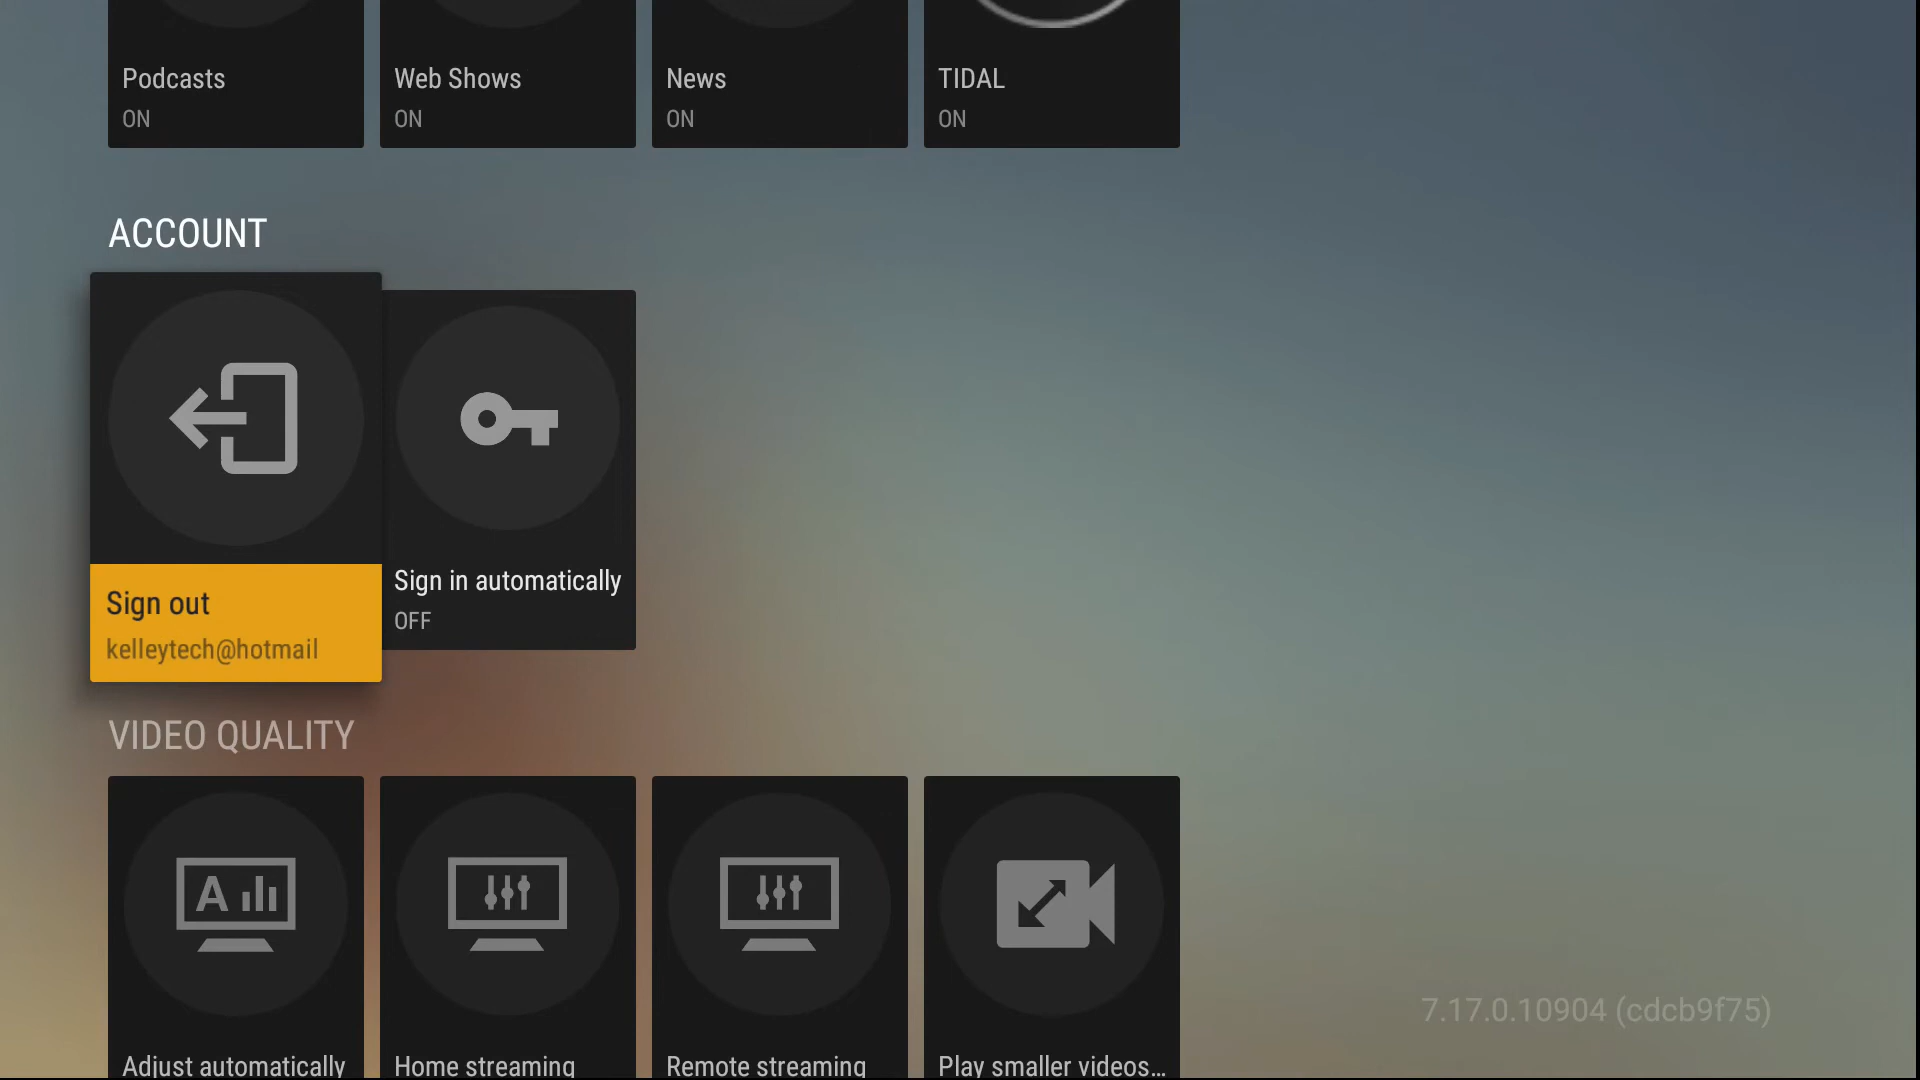 Podcasts
ON
Web Shows
ON
News
ON
TIDAL
ON
ACCOUNT
Sign out
kelleytech@hotmail
Sign in automatically
OFF
VIDEO QUALITY
A
Adjust automatically
Home streaming
Remote streaming
Play smaller videos...
7.17.0.10904 (cdcb9f75)